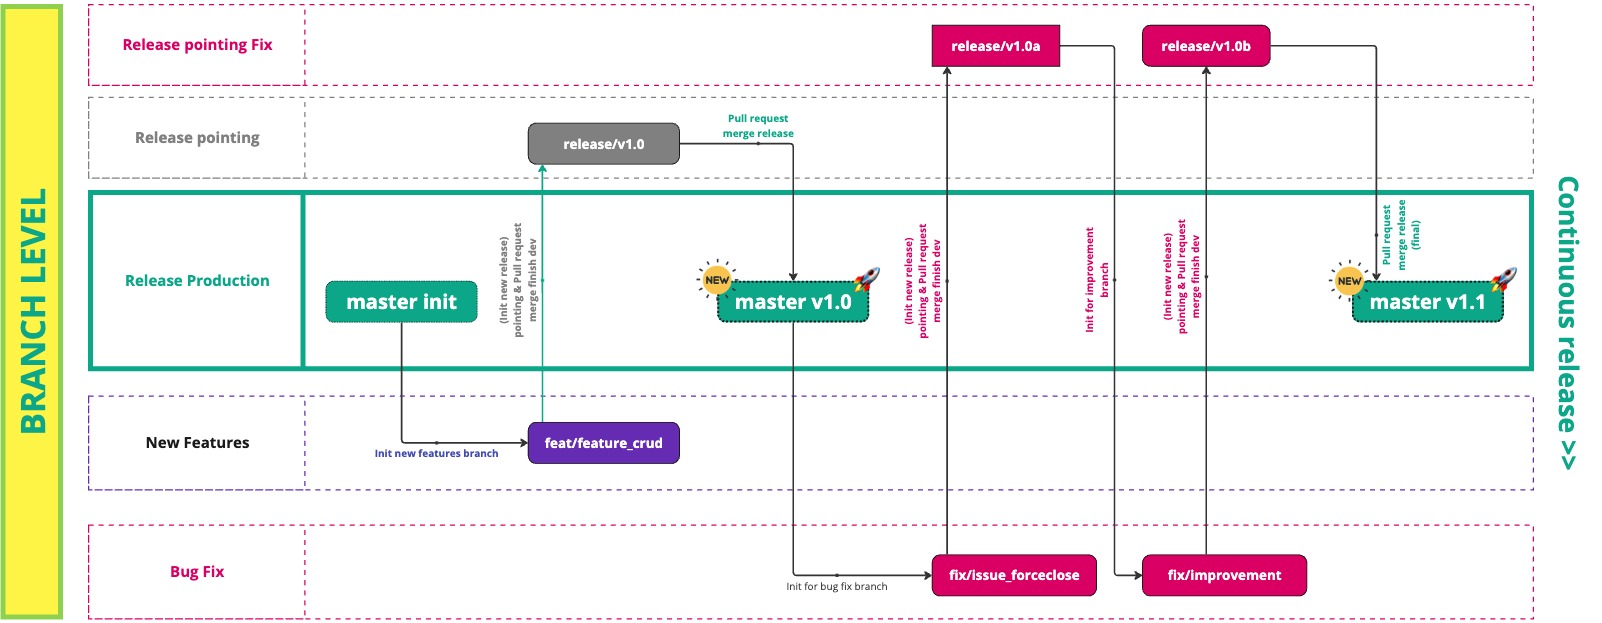 BRANCH LEVEL
Release pointing Fix
release/v1.0a
release/v1.0b
Release pointing
release/v1.0
Pull request
merge release
Release Production
master init
(Init new release)
pointing & Pull request
merge finish dev
NEW
master v1.0
(Init new release)
pointing & Pull request
merge finish dev
Init for improvement
branch
(Init new release)
pointing & Pull request
merge finish dev
Pull request
merge release
(final)
NEW
master v1.1
New Features
Init new features branch
feat/feature_crud
Bug Fix
Init for bug fix branch
fix/issue_forceclose
fix/improvement
Continuous release >>